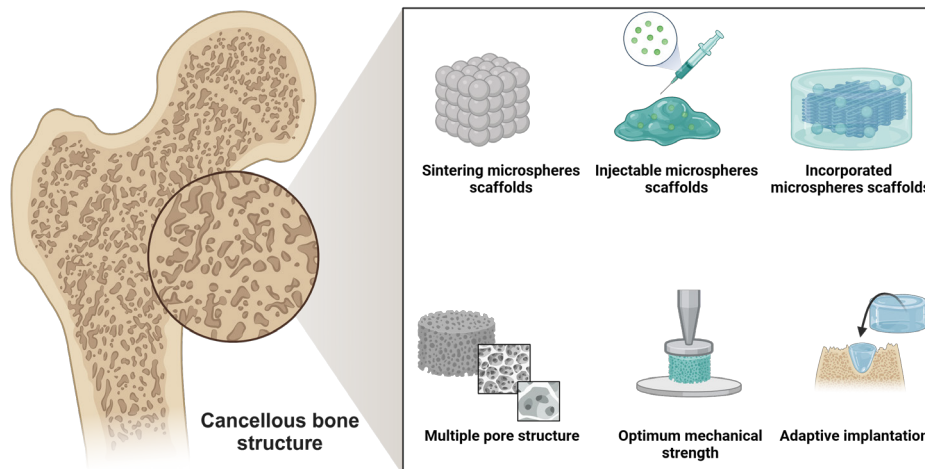 Sintering microspheres
scaffolds
Injectable microspheres
scaffolds
Incorporated
microspheres scaffolds
Multiple pore structure
Optimum mechanical
strength
Adaptive implantation
Cancellous bone
structure